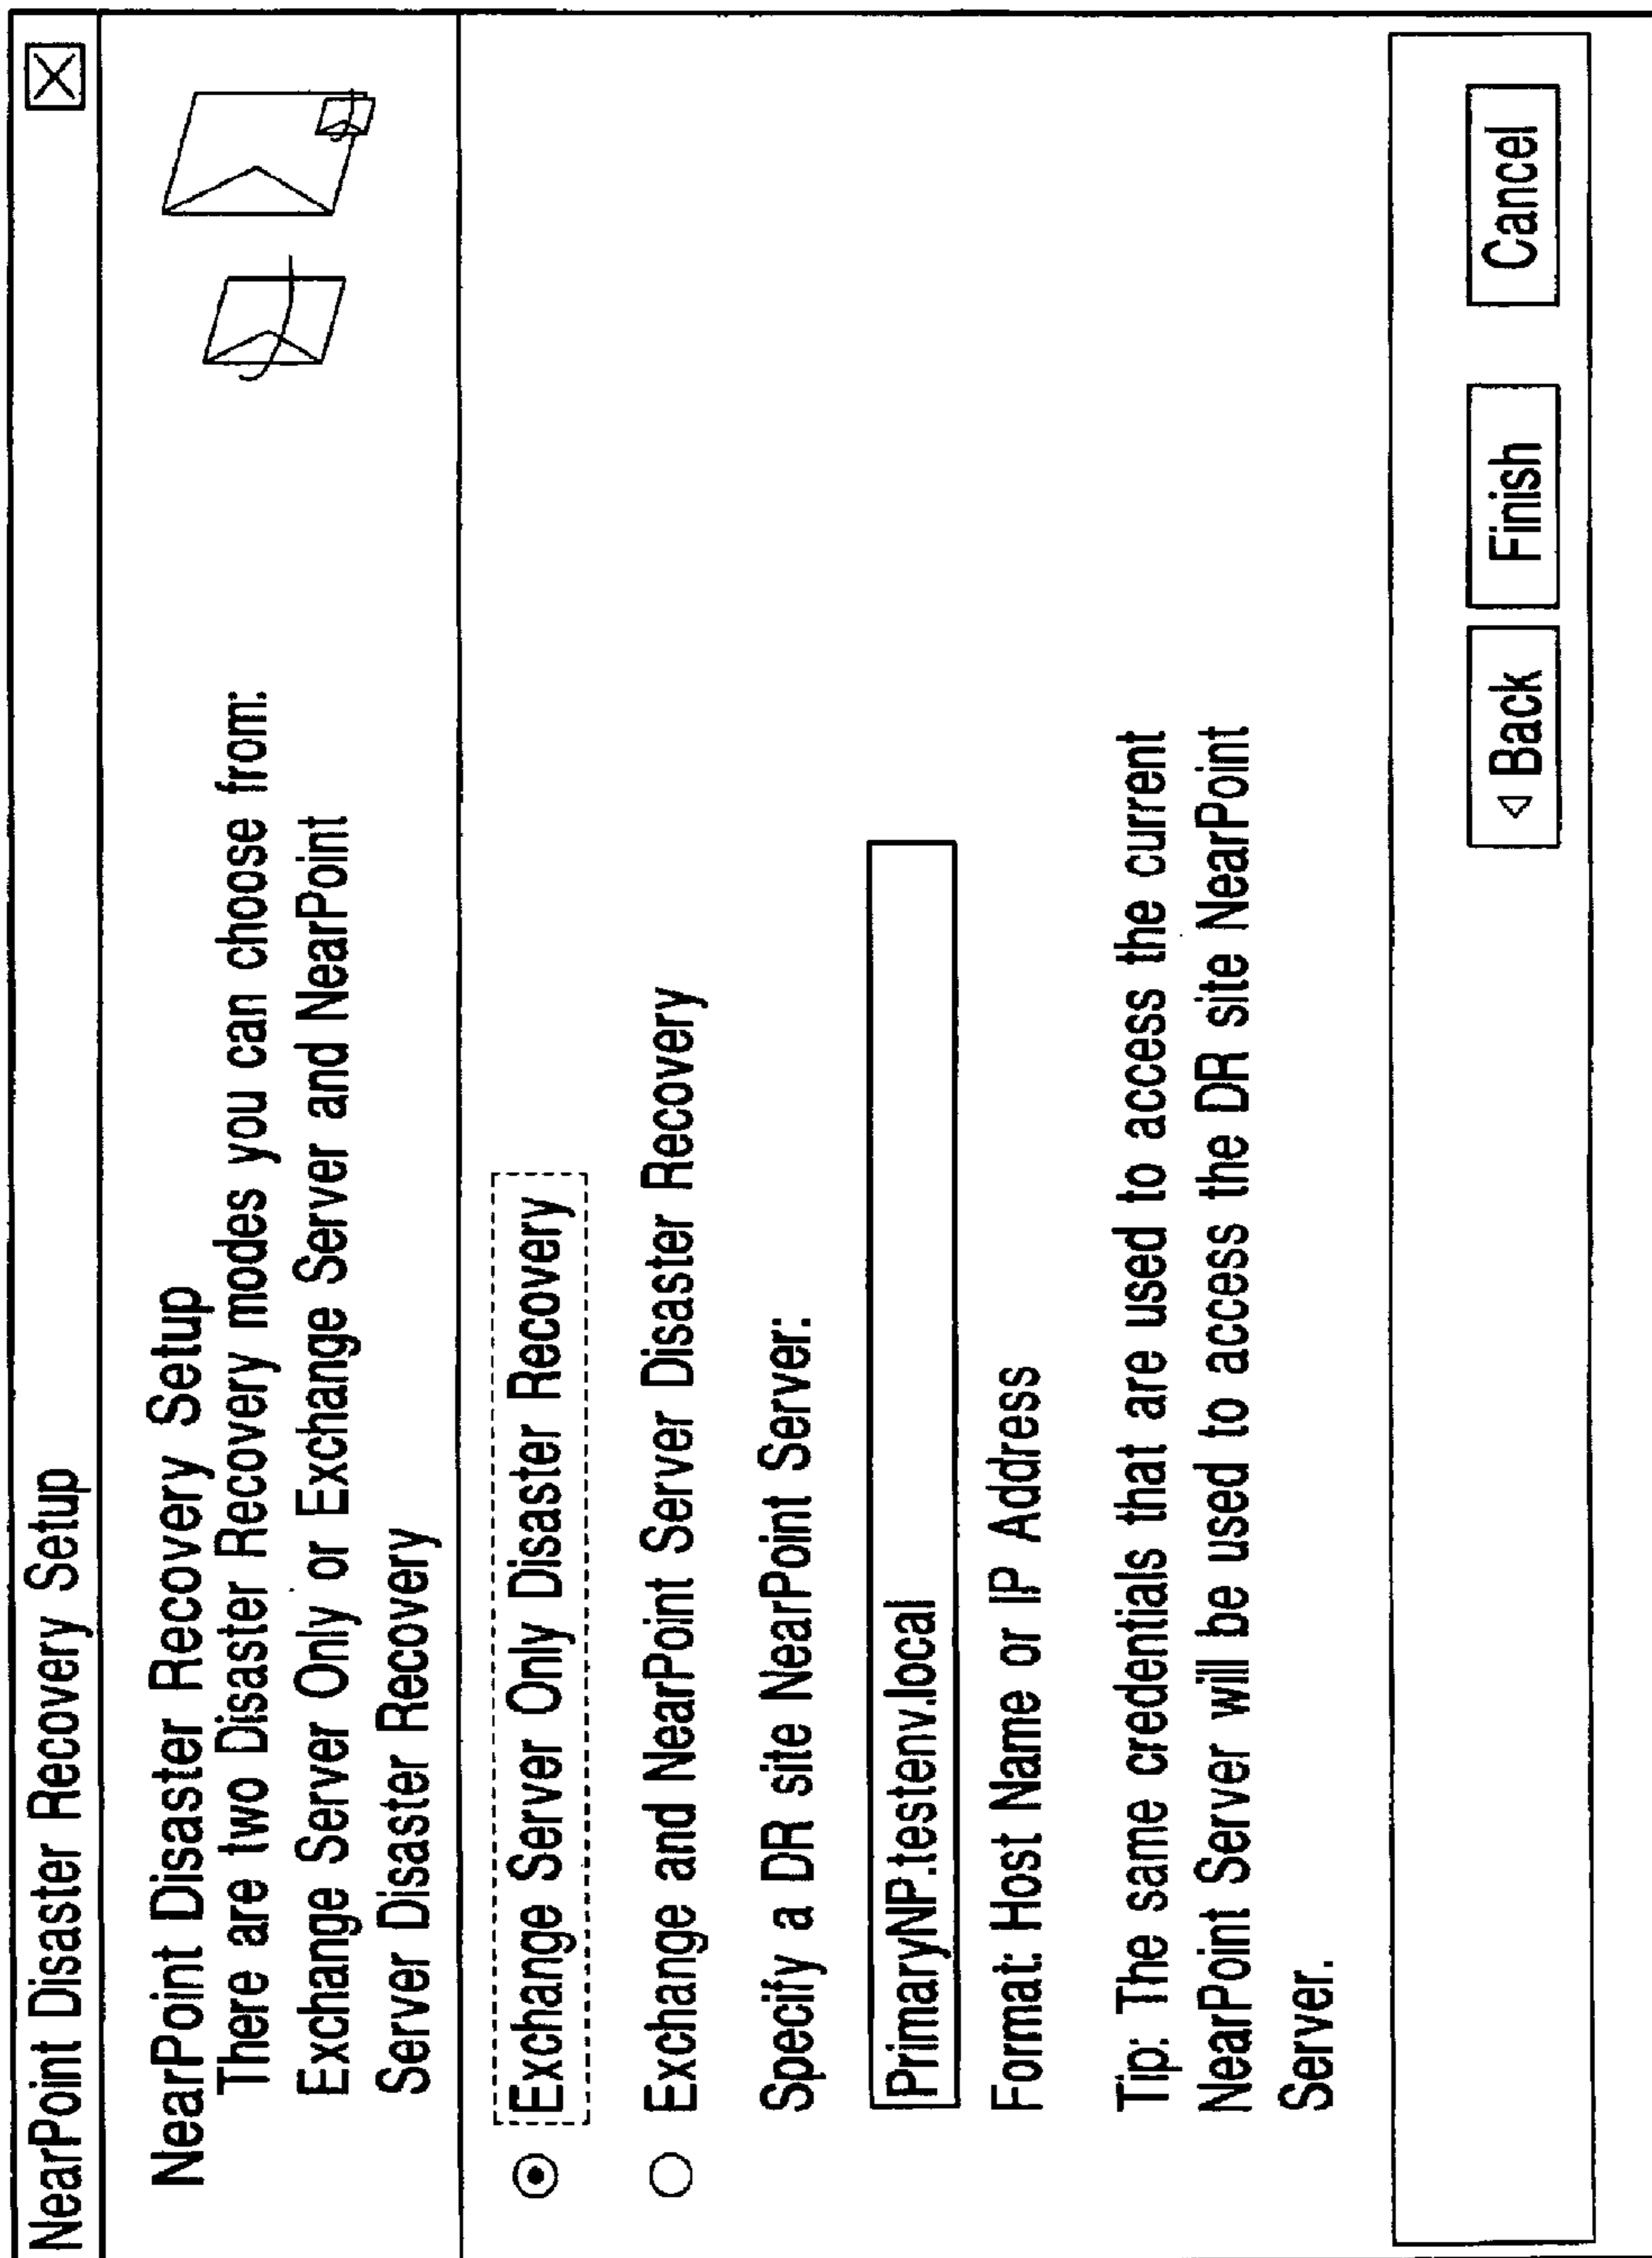 NearPoint Disaster Recovery Setup
NearPoint Disaster Recovery Setup
There are two Disaster Recovery modes you can choose from:
Exchange Server Only or Exchange Server and NearPoint
Server Disaster Recovery
Exchange Server Only Disaster Recovery
Exchange and NearPoint Server Disaster Recovery
Specify a DR site NearPoint Server:
PrimaryNP.testenv.local
Format: Host Name or IP Address
Tip: The same credentials that are used to access the current
NearPoint Server will be used to access the DR site NearPoint
Server.
Back Finish Cancel